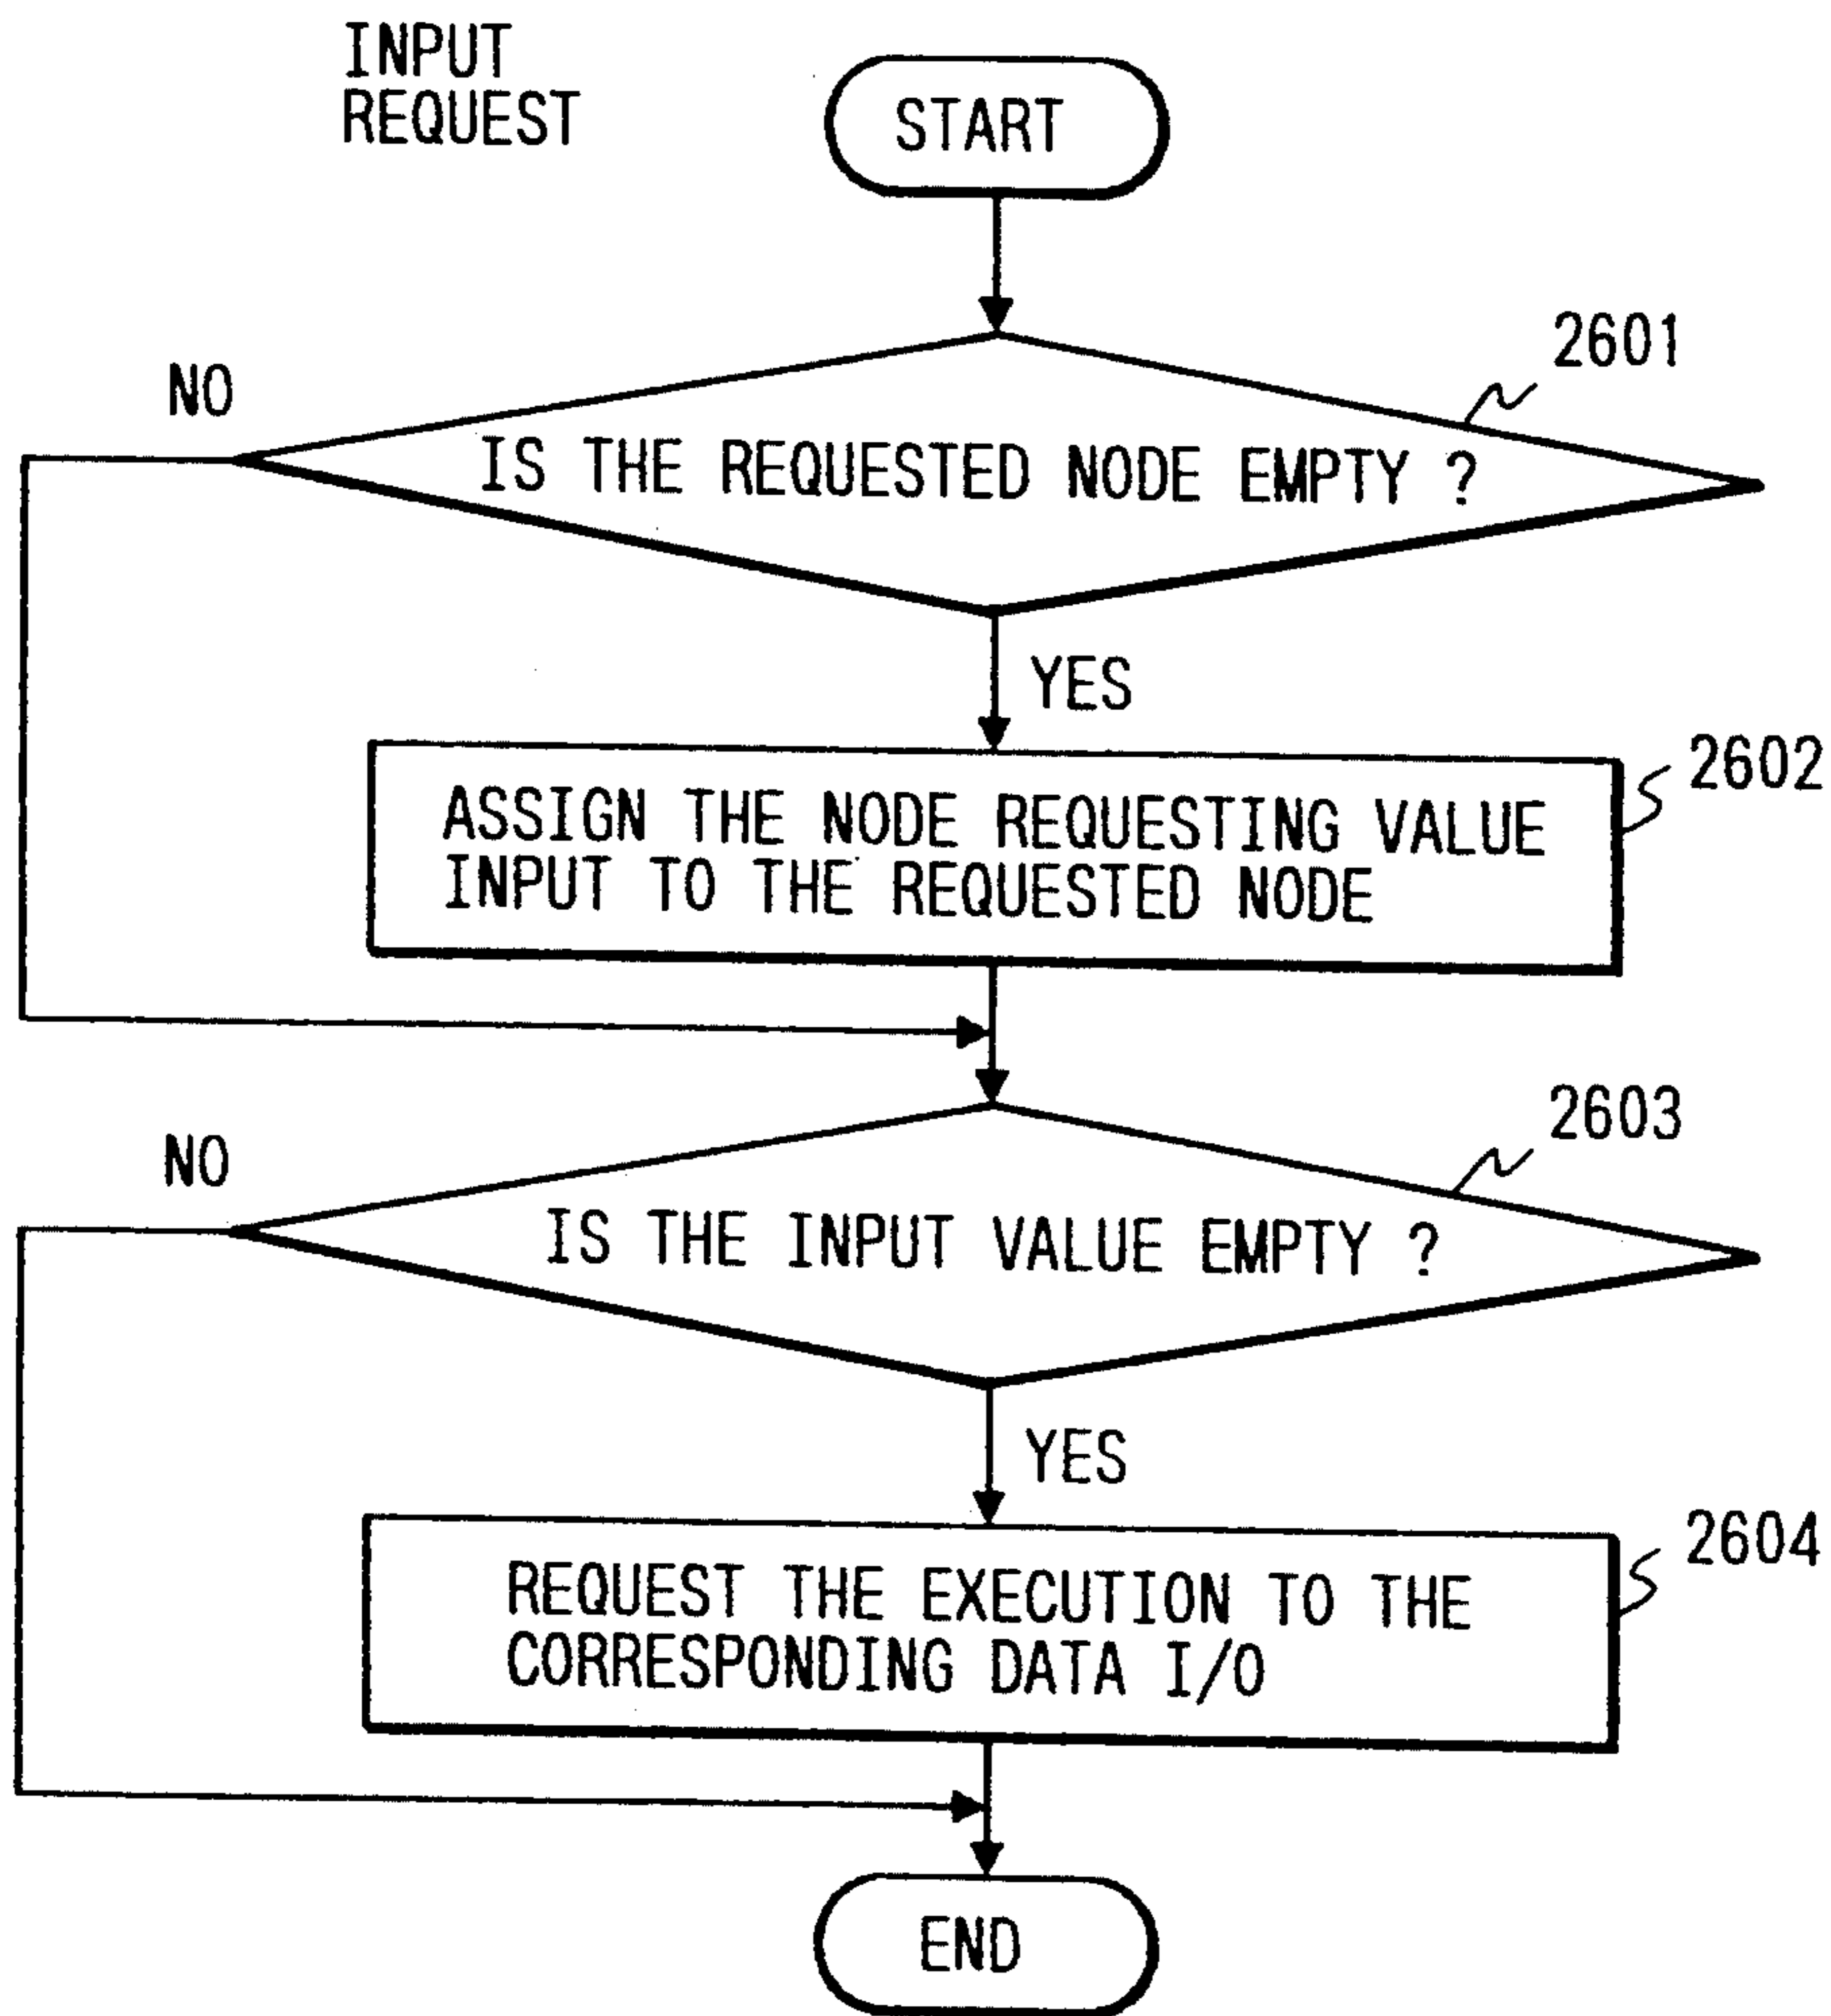 INPUT
REQUEST
START
2601
NO
IS THE REQUESTED NODE EMPTY ?
YES
2602
ASSIGN THE NODE REQUESTING VALUE
INPUT TO THE REQUESTED NODE
2603
NO
IS THE INPUT VALUE EMPTY ?
YES
2604
REQUEST THE EXECUTION TO THE
CORRESPONDING DATA I/O
END